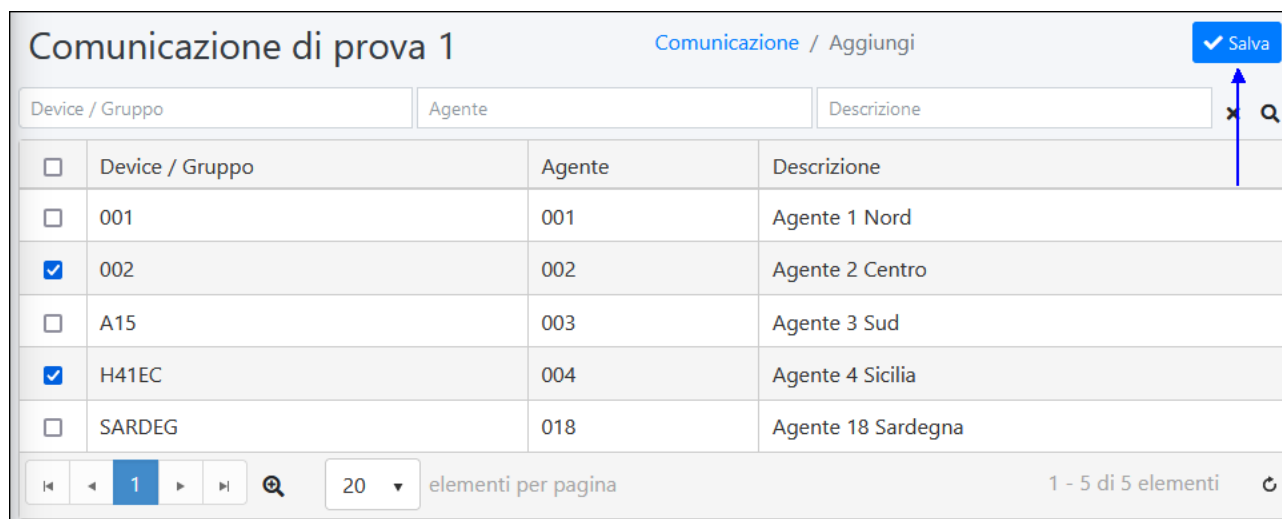 Comunicazione di prova 1 Comunicazione / Aggiungi Salva
Device / Gruppo Agente Descrizione
Device / Gruppo Agente Descrizione
001 001 Agente 1 Nord
002 002 Agente 2 Centro
A15 003 Agente 3 Sud
H41EC 004 Agente 4 Sicilia
SARDEG 018 Agente 18 Sardegna
1 20 elementi per pagina 1 - 5 di 5 elementi